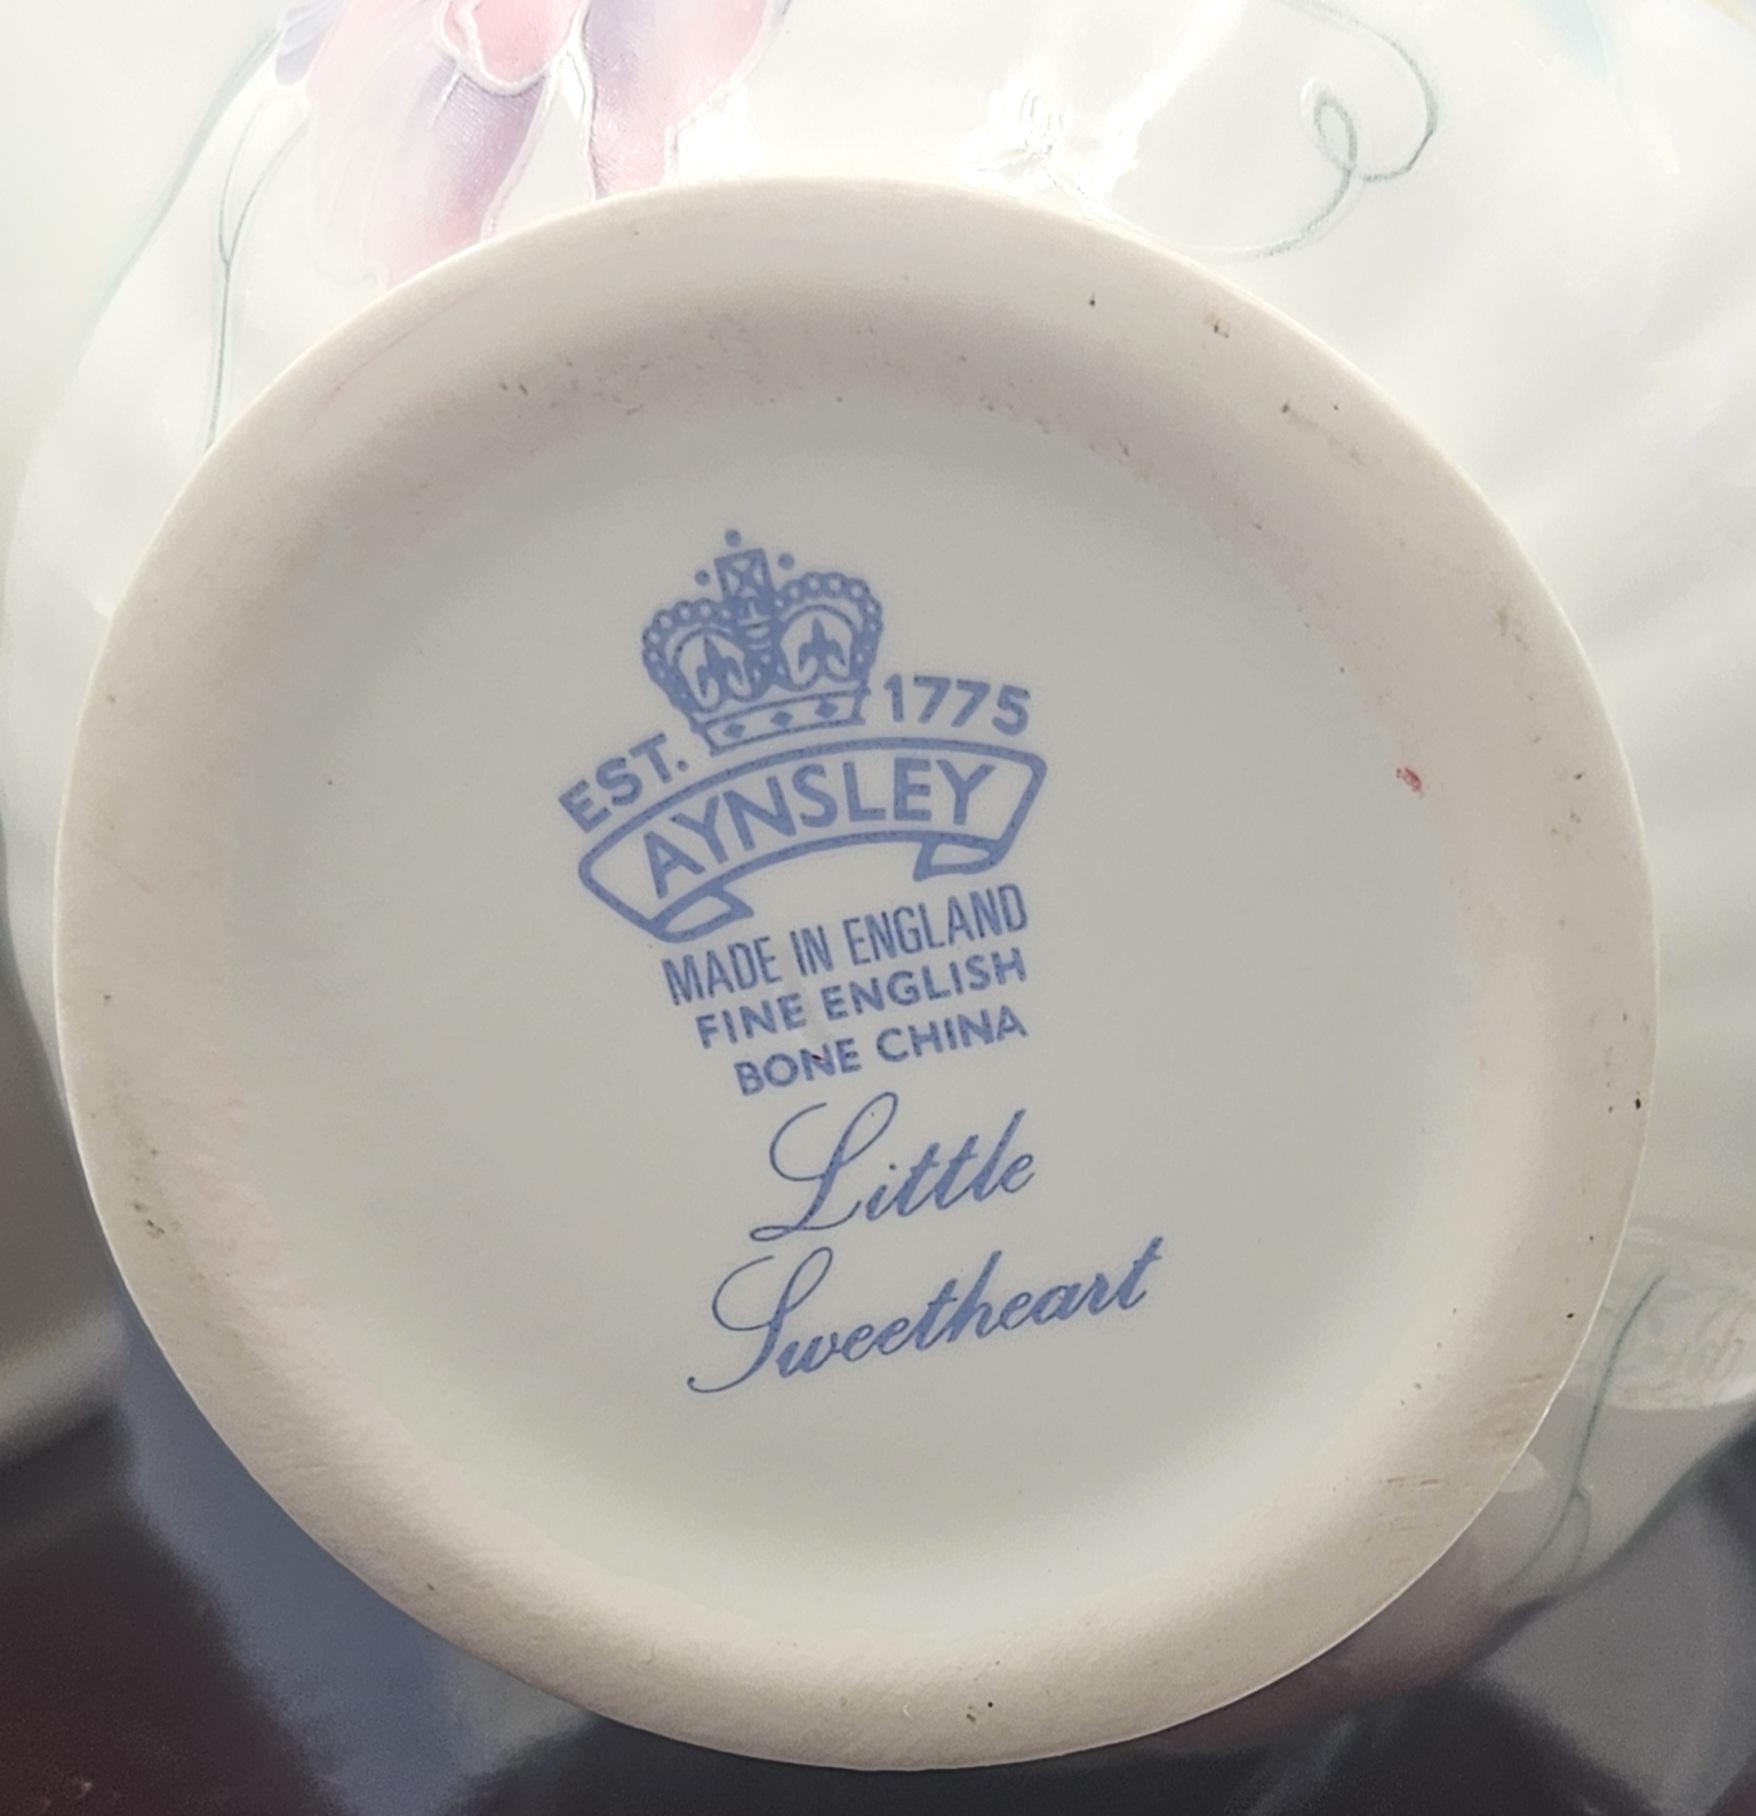 EST. 1775
AYNSLEY
MADE IN ENGLAND
FINE ENGLISH
BONE CHINA
Little
Sweetheart